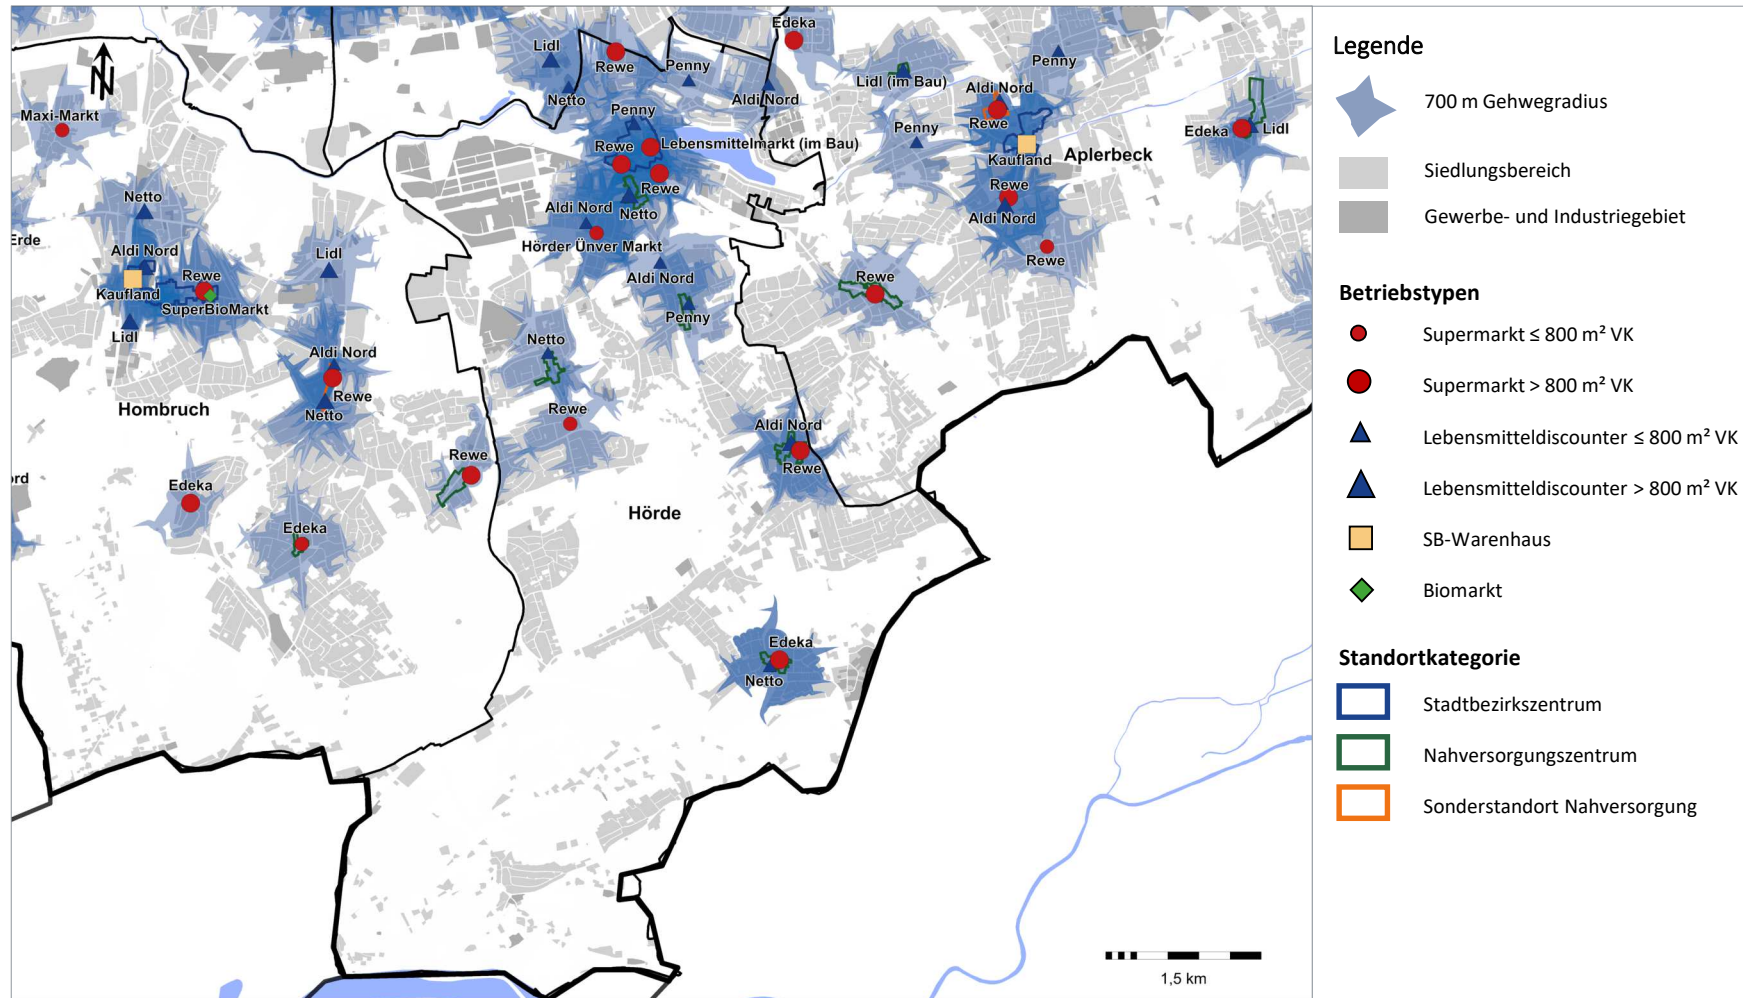 Edeka
Lidl
Rewe
Penny
Penny
N
Lidl (im Bau)
Aldi Nord
Netto
Aldi Nord
Maxi-Markt
Penny
Rewe
Penny
Edeka
Lidl
Rewe
Lebensmittelmarkt (im Bau)
Kaufland
Aplerbeck
Rewe
Rewe
Netto
Aldi Nord
Netto
Aldi Nord
Erde
Hörder Ünver Markt
Aldi Nord
Lidl
Rewe
Rewe
Aldi Nord
Rewe
Kaufland
SuperBioMarkt
Penny
Lidl
Netto
Aldi Nord
Rewe
Netto
Hombruch
Rewe
Aldi Nord
Rewe
Rewe
ord
Edeka
Hörde
Edeka
Edeka
Netto
1,5 km
Legende
700 m Gehwegradius
Siedlungsbereich
Gewerbe- und Industriegebiet
Betriebstypen
Supermarkt ≤ 800 m² VK
Supermarkt > 800 m² VK
Lebensmitteldiscounter ≤ 800 m² VK
Lebensmitteldiscounter > 800 m² VK
SB-Warenhaus
Biomarkt
Standortkategorie
Stadtbezirkszentrum
Nahversorgungszentrum
Sonderstandort Nahversorgung